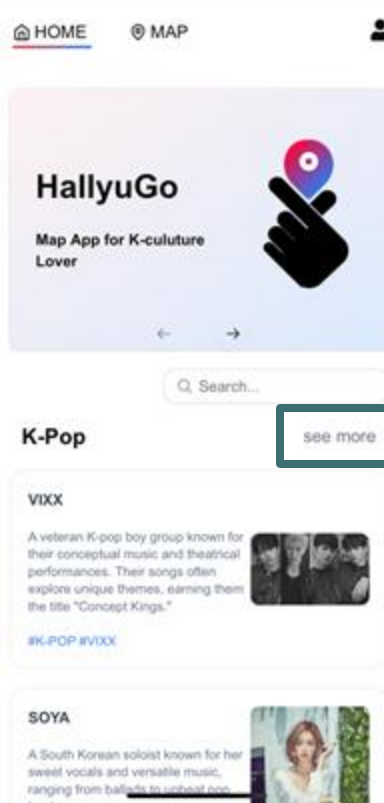 HOME MAP
HallyuGo
Map App for K-culuture
Lover
Search...
K-Pop see more
VIXX
A veteran K-pop boy group known for
their conceptual music and theatrical
performances. Their songs often
explore unique themes, earning them
the title "Concept Kings."
#K-POP #VIXX
SOYA
A South Korean soloist known for her
sweet vocals and versatile music,
ranging from ballads to upbeat pop